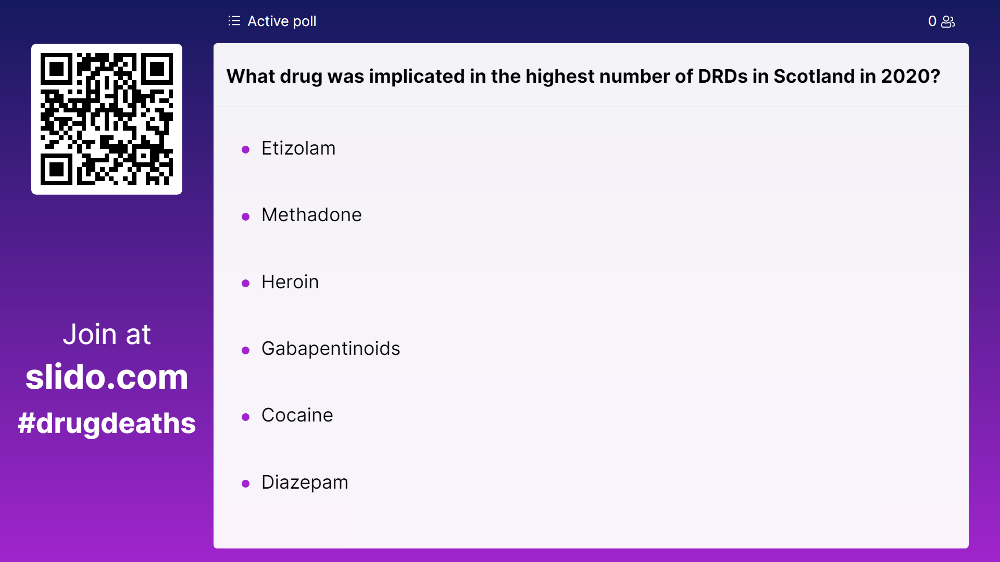 Active poll
0
What drug was implicated in the highest number of DRDs in Scotland in 2020?
Etizolam
Methadone
Heroin
Gabapentinoids
Cocaine
Diazepam
Join at
slido.com
#drugdeaths